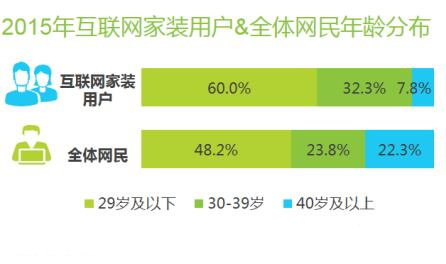 2015年互联网家装用户&全体网民年龄分布
互联网家装
用户
60.0% 32.3% 7.8%
全体网民
48.2% 23.8% 22.3%
29岁及以下 30-39岁 40岁及以上